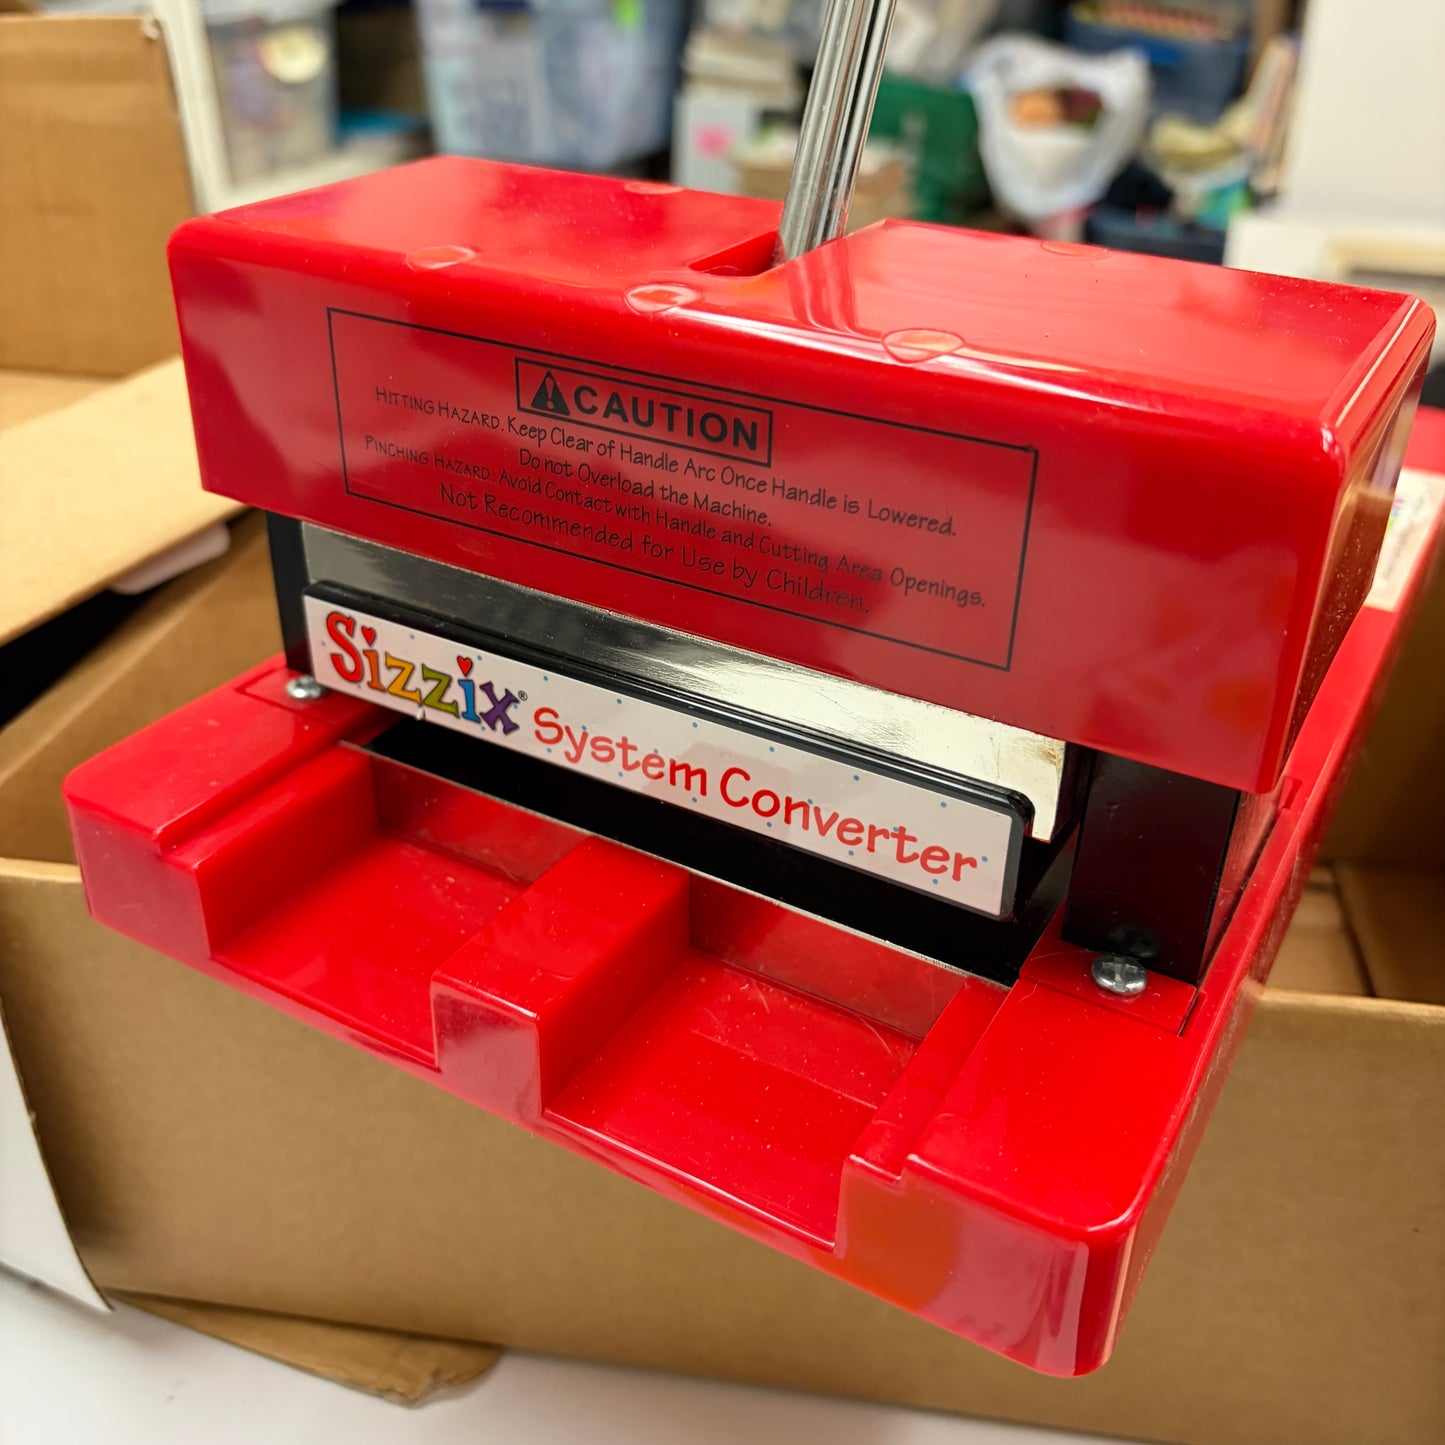 CAUTION
HITTING HAZARD. Keep Clear of Handle Arc Once Handle is Lowered.
Do not Overload the Machine.
PINCHING HAZARD. Avoid Contact with Handle and Cutting Area Openings.
Not Recommended for Use by Children.
Sizzix® System Converter